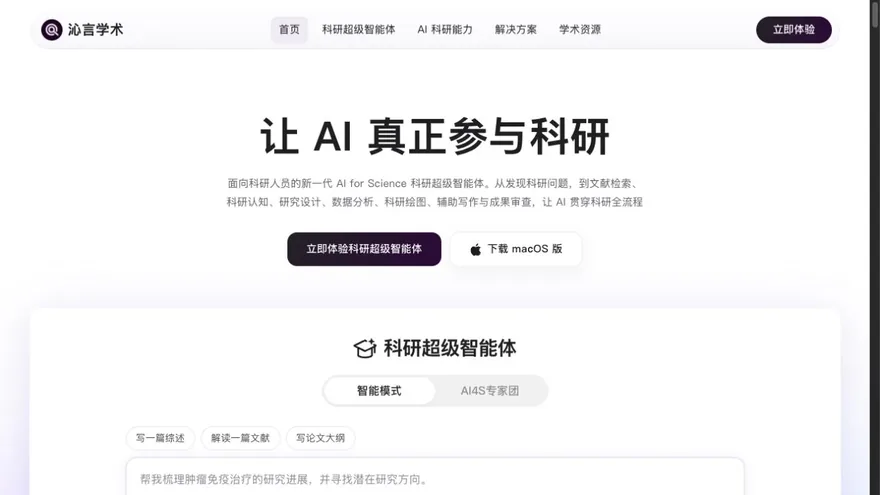 沁言学术
首页
科研超级智能体
AI 科研能力
解决方案
学术资源
立即体验
让 AI 真正参与科研
面向科研人员的新一代 AI for Science 科研超级智能体。从发现科研问题，到文献检索、
科研认知、研究设计、数据分析、科研绘图、辅助写作与成果审查，让 AI 贯穿科研全流程
立即体验科研超级智能体
下载 macOS 版
科研超级智能体
智能模式
AI4S专家团
写一篇综述
解读一篇文献
写论文大纲
帮我梳理肿瘤免疫治疗的研究进展，并寻找潜在研究方向。